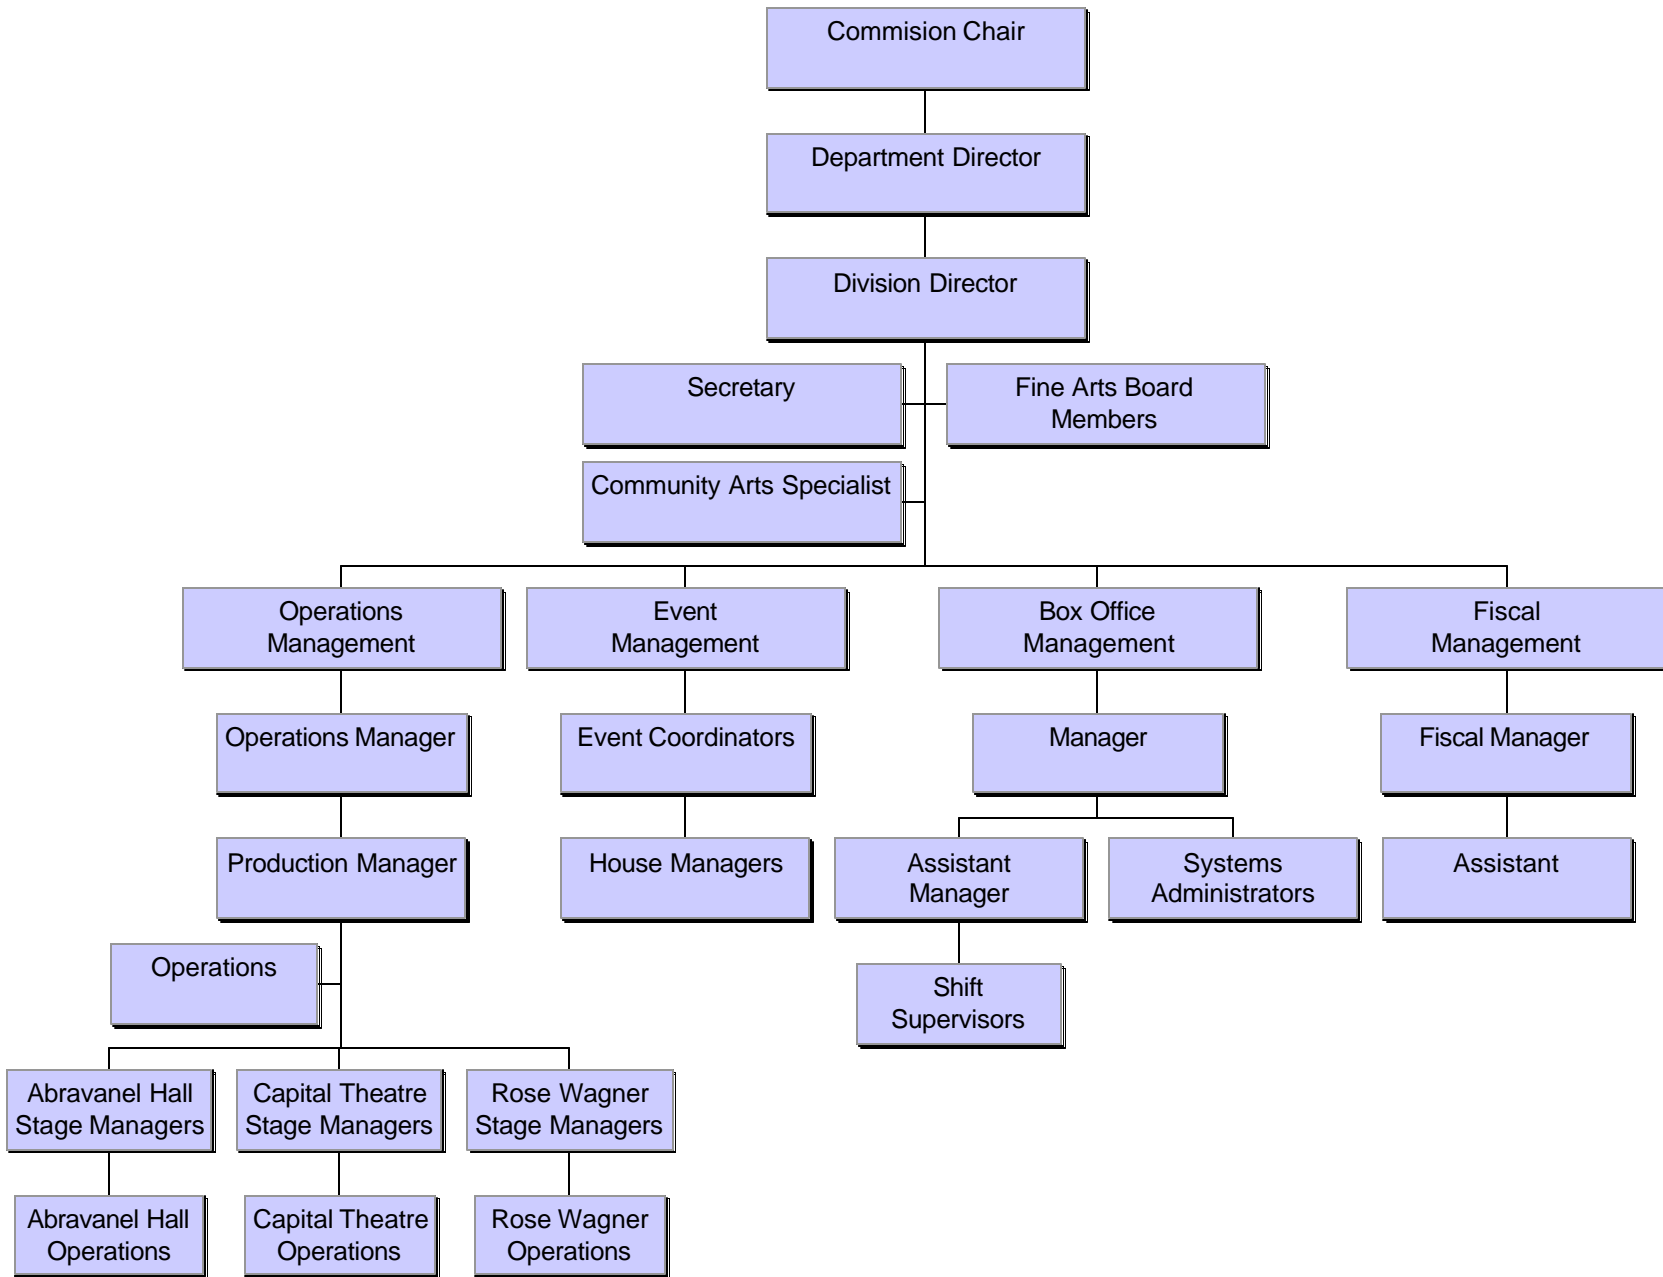 Commision Chair
Department Director
Division Director
Secretary
Fine Arts Board
Members
Community Arts Specialist
Operations
Management
Event
Management
Box Office
Management
Fiscal
Management
Operations Manager
Event Coordinators
Manager
Fiscal Manager
Production Manager
House Managers
Assistant
Manager
Systems
Administrators
Assistant
Operations
Shift
Supervisors
Abravanel Hall
Stage Managers
Capital Theatre
Stage Managers
Rose Wagner
Stage Managers
Abravanel Hall
Operations
Capital Theatre
Operations
Rose Wagner
Operations